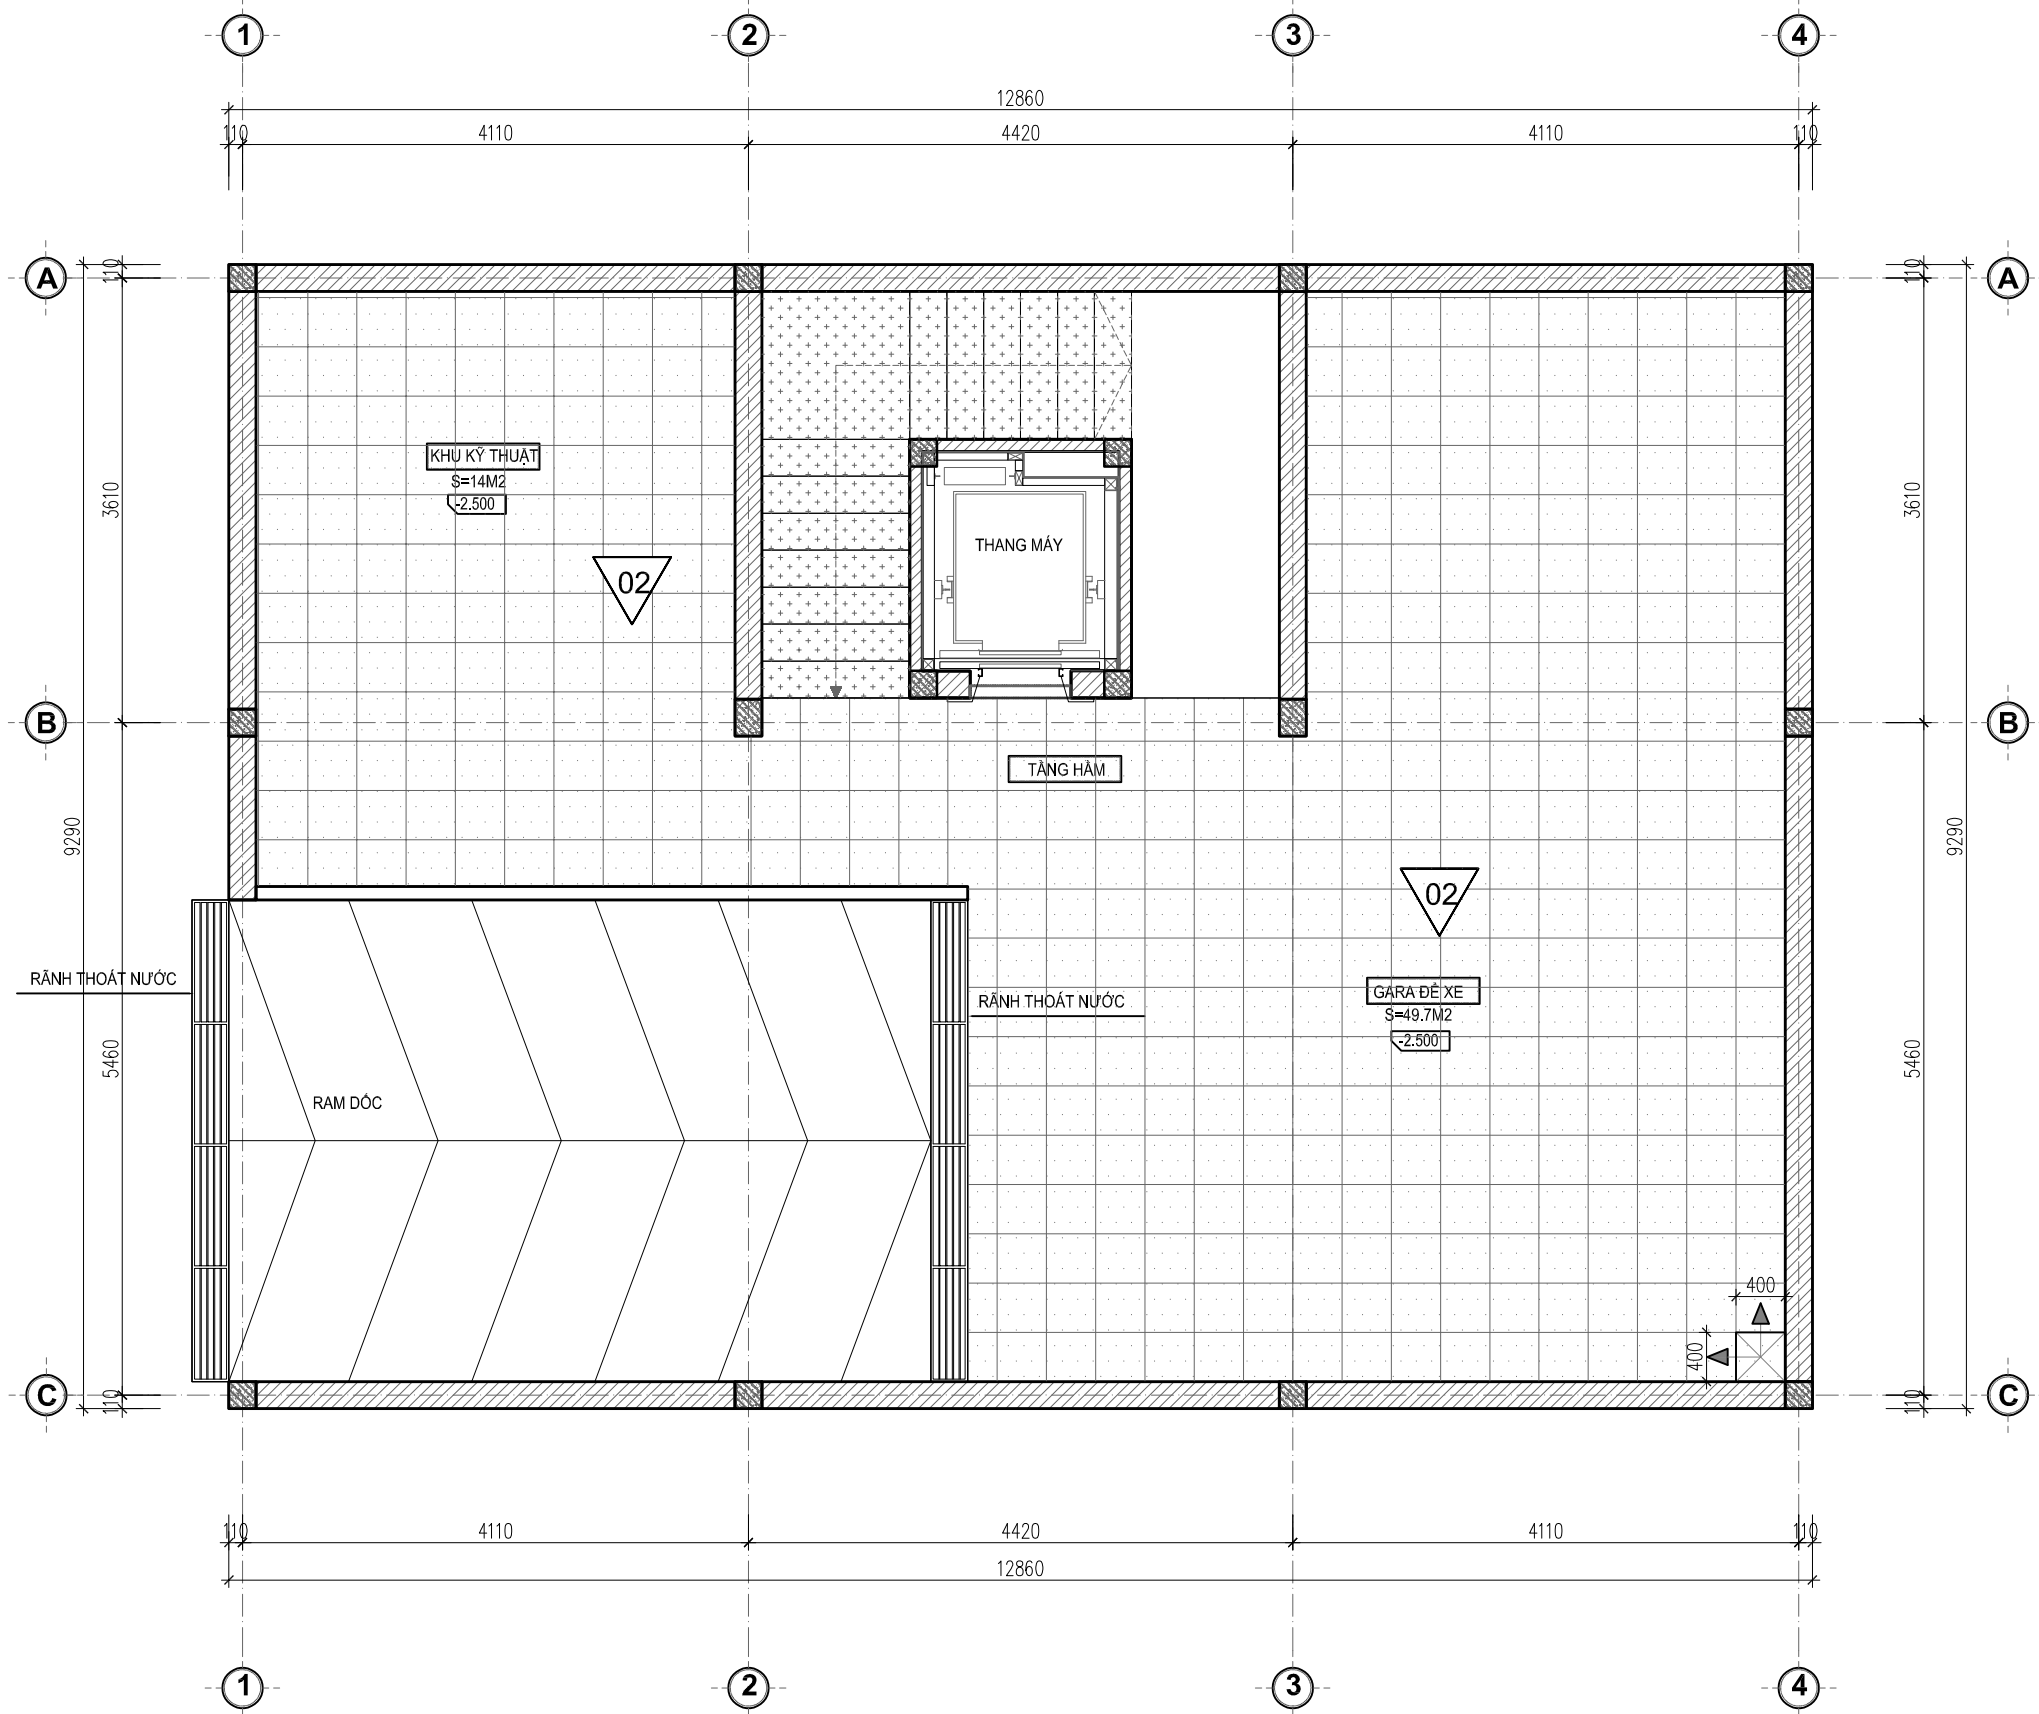 1 2 3 4
12860
110 4110 4420 4110 110
A 110 110 A
KHU KỸ THUẬT
S=14M2
-2.500
3610 3610
THANG MÁY
02
B B
TẦNG HẦM
9290 9290
02
RÃNH THOÁT NƯỚC
GARA ĐỂ XE
RÃNH THOÁT NƯỚC
S=49.7M2
-2.500
5460 5460
RAM DỐC
400
400
C 110 110 C
110 4110 4420 4110 110
12860
1 2 3 4